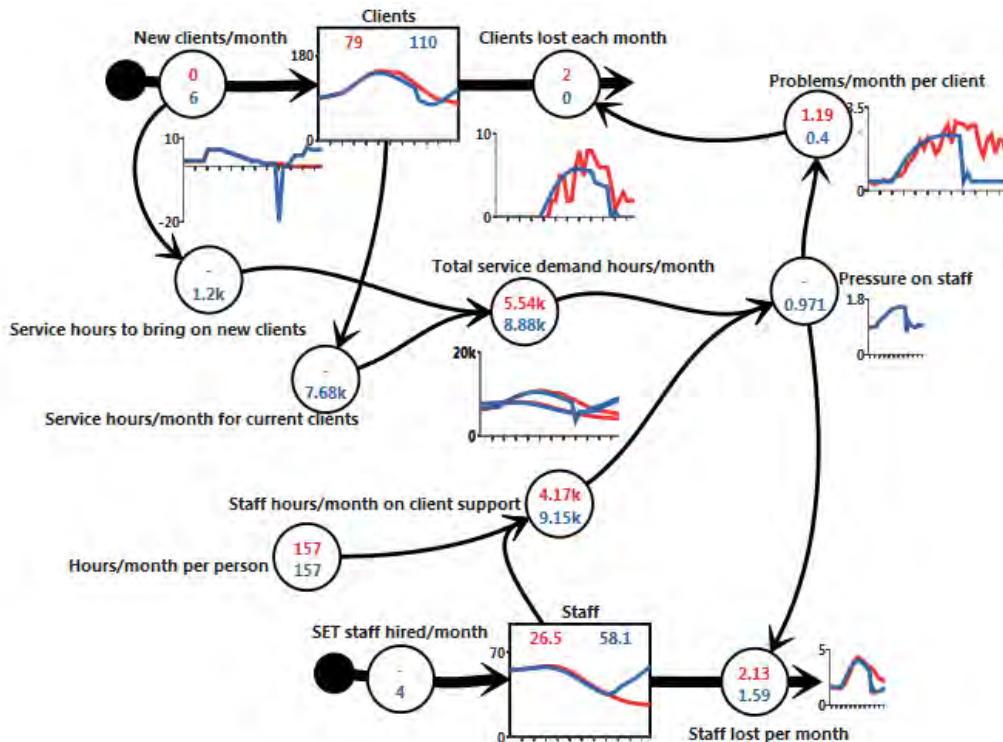 Clients
New clients/month
79 110
Clients lost each month
180
0
6
2
0
Problems/month per client
0
1.19
0.4
3.5
10
-20
10
0
0
-
1.2k
Total service demand hours/month
-
0.971
Pressure on staff
5.54k
8.88k
1.8
0
Service hours to bring on new clients
-
7.68k
20k
0
Service hours/month for current clients
Staff hours/month on client support
4.17k
9.15k
157
157
Hours/month per person
Staff
SET staff hired/month
26.5 58.1
70
0
-
4
2.13
1.59
5
0
Staff lost per month